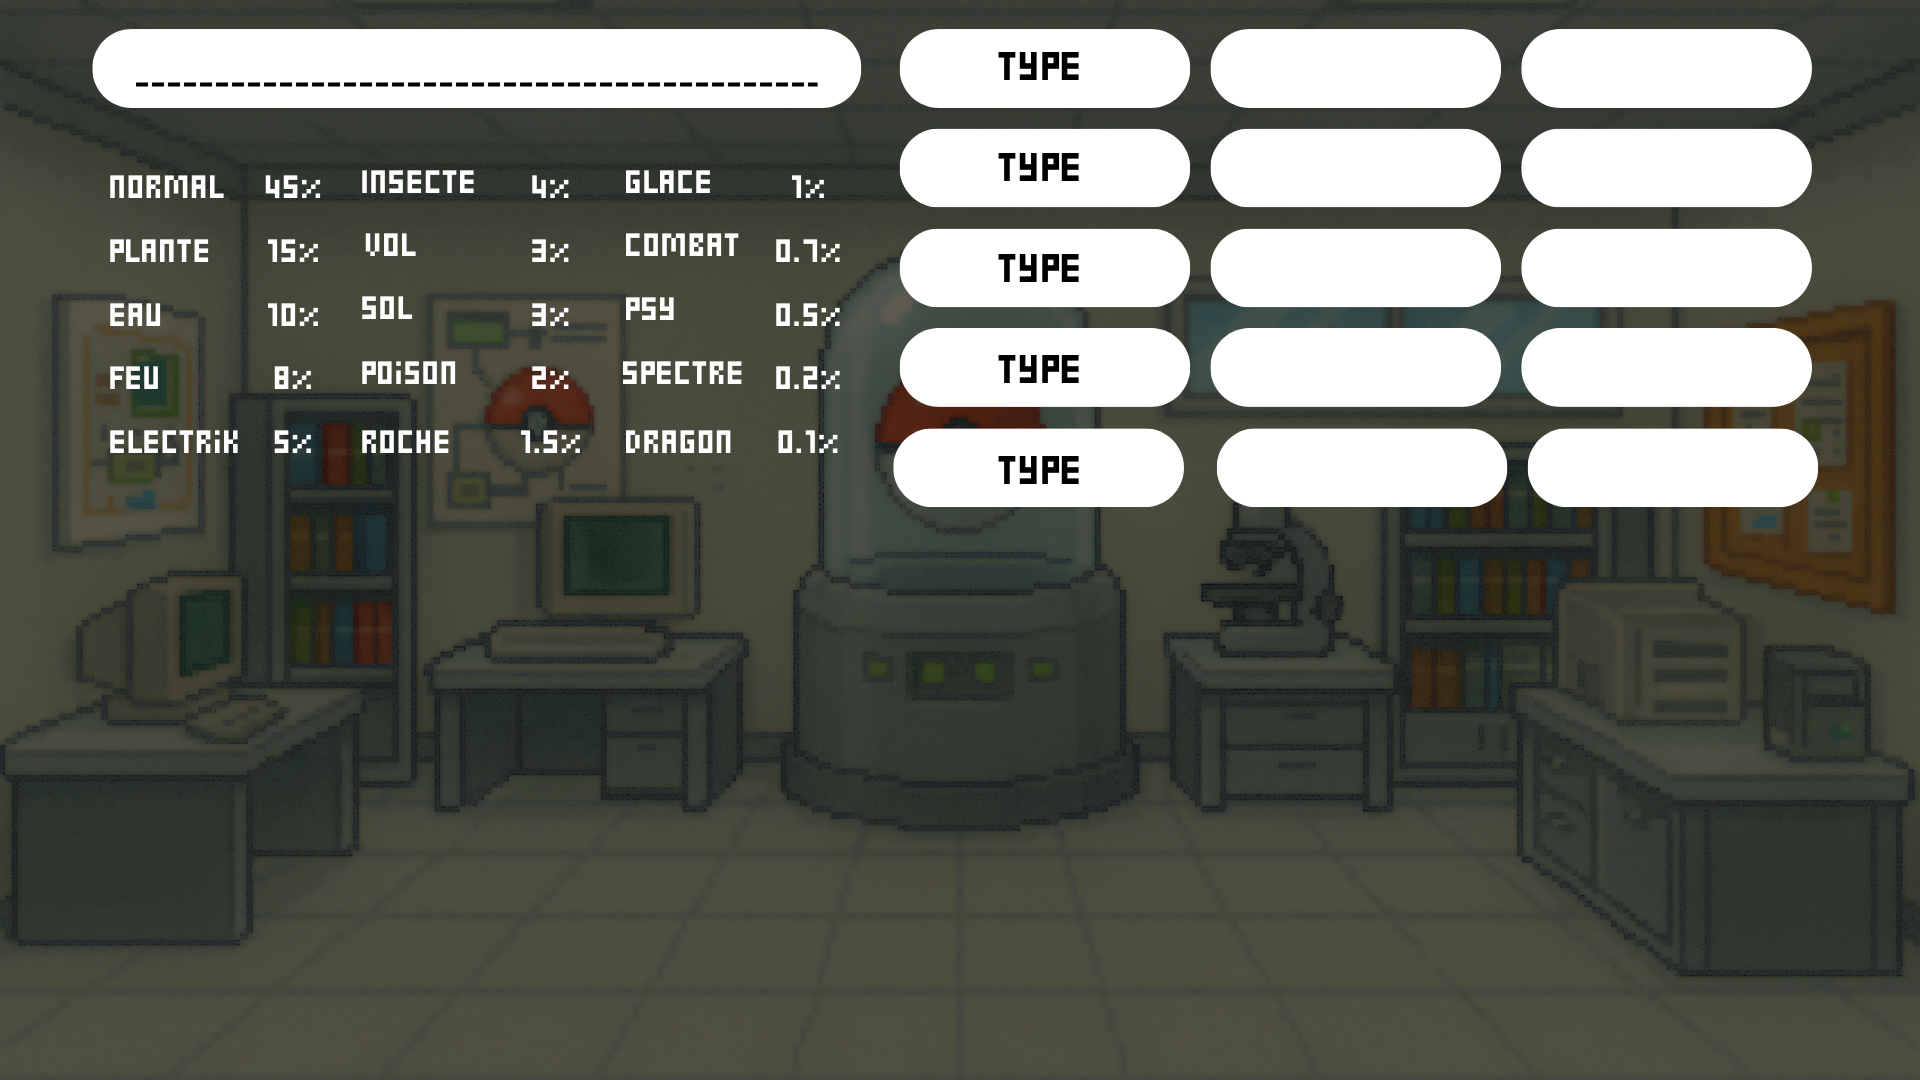 TYPE
TYPE
NORMAL 45% INSECTE 4% GLACE 1%
PLANTE 15% VOL 3% COMBAT 0.7%
TYPE
EAU 10% SOL 3% PSY 0.5%
FEU 8% POiSON 2% SPECTRE 0.2%
TYPE
ELECTRiK 5% ROCHE 1.5% DRAGON 0.1%
TYPE